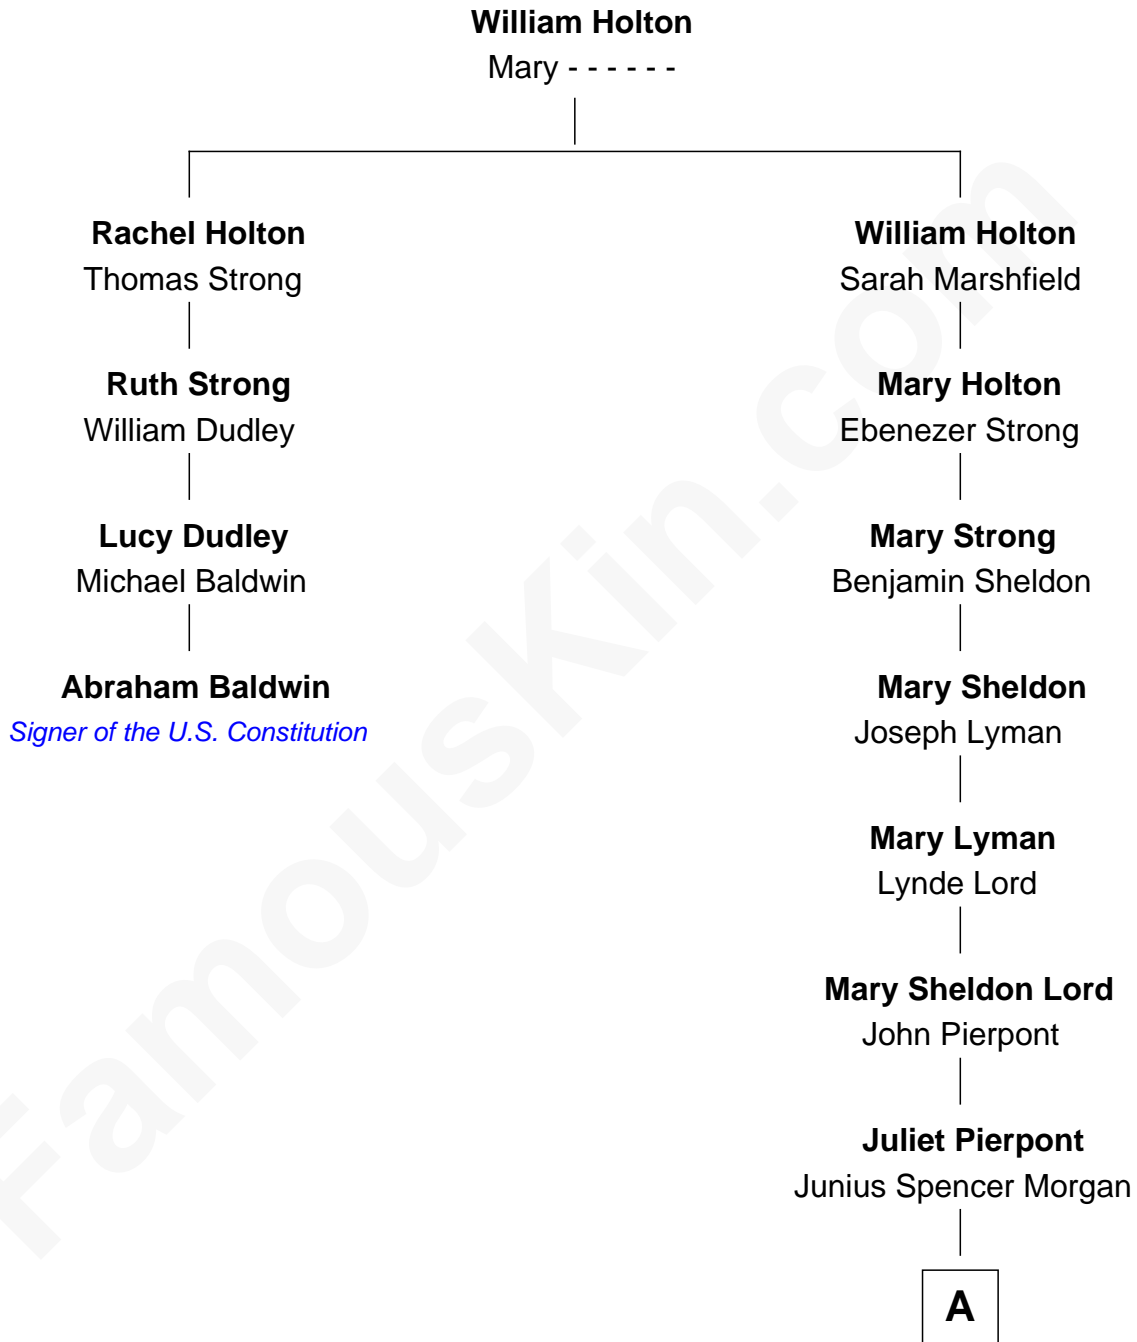 William Holton
Mary - - - - - -
Rachel Holton
Thomas Strong
William Holton
Sarah Marshfield
Ruth Strong
William Dudley
Mary Holton
Ebenezer Strong
Lucy Dudley
Michael Baldwin
Mary Strong
Benjamin Sheldon
Abraham Baldwin
Signer of the U.S. Constitution
Mary Sheldon
Joseph Lyman
Mary Lyman
Lynde Lord
Mary Sheldon Lord
John Pierpont
Juliet Pierpont
Junius Spencer Morgan
A
FamousKin.com